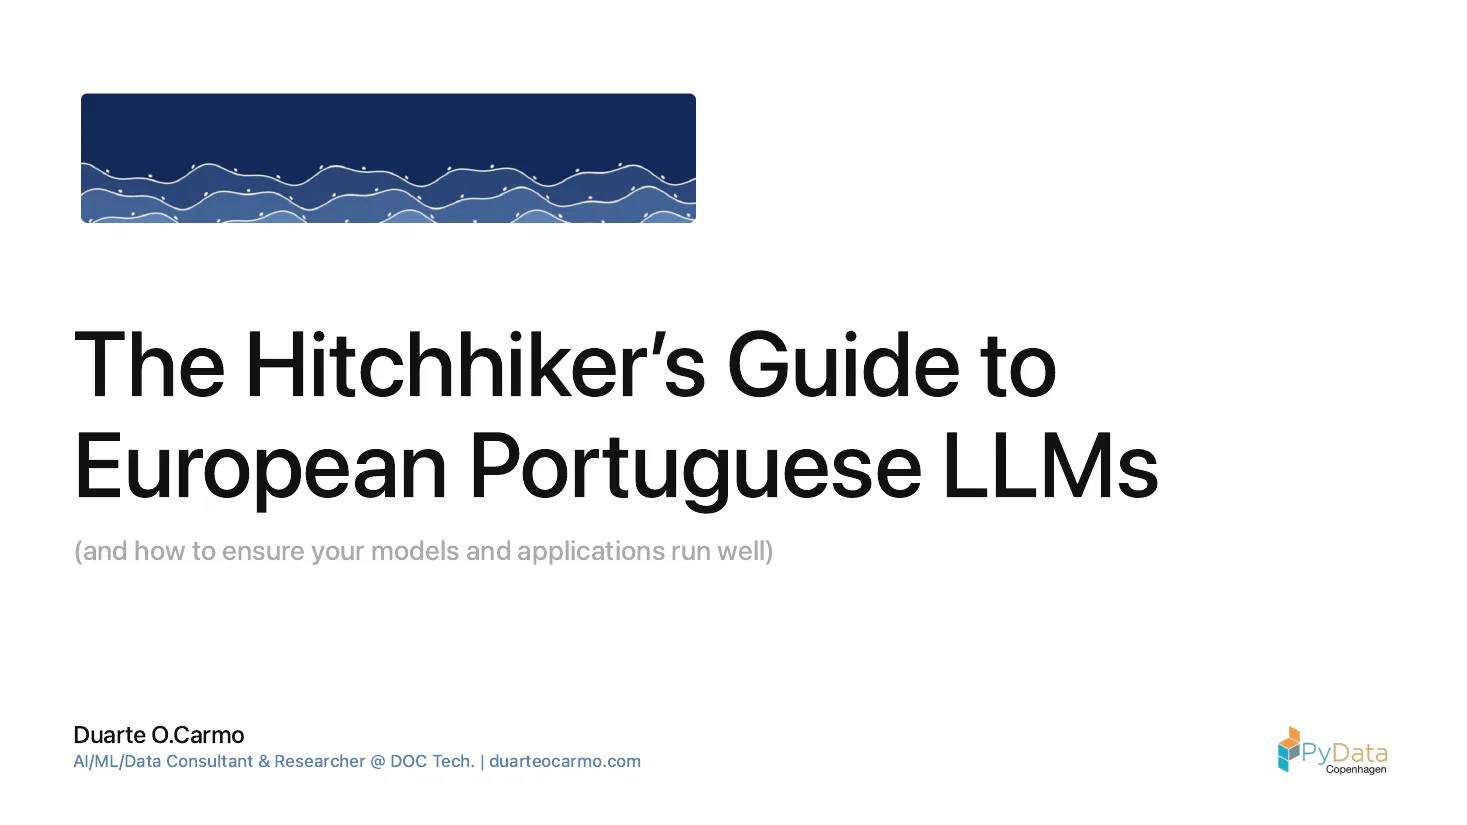 The Hitchhiker’s Guide to
European Portuguese LLMs
(and how to ensure your models and applications run well)
Duarte O.Carmo
AI/ML/Data Consultant & Researcher @ DOC Tech. | duarteocarmo.com
PyData
Copenhagen